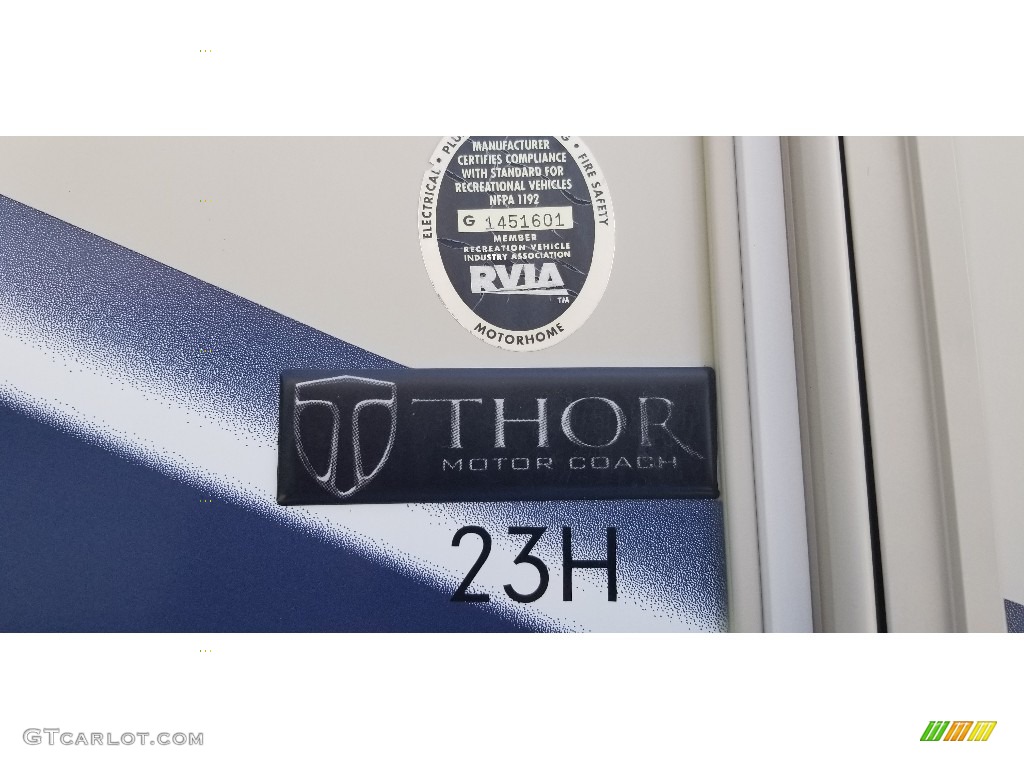 ELECTRICAL • FIRE SAFETY
MANUFACTURER
CERTIFIES COMPLIANCE
WITH STANDARD FOR
RECREATIONAL VEHICLES
NFPA 1192
G 1451601
MEMBER
RECREATION VEHICLE
INDUSTRY ASSOCIATION
RVIA
TM
MOTORHOME
THOR
MOTOR COACH
23H
GTCARLOT.COM